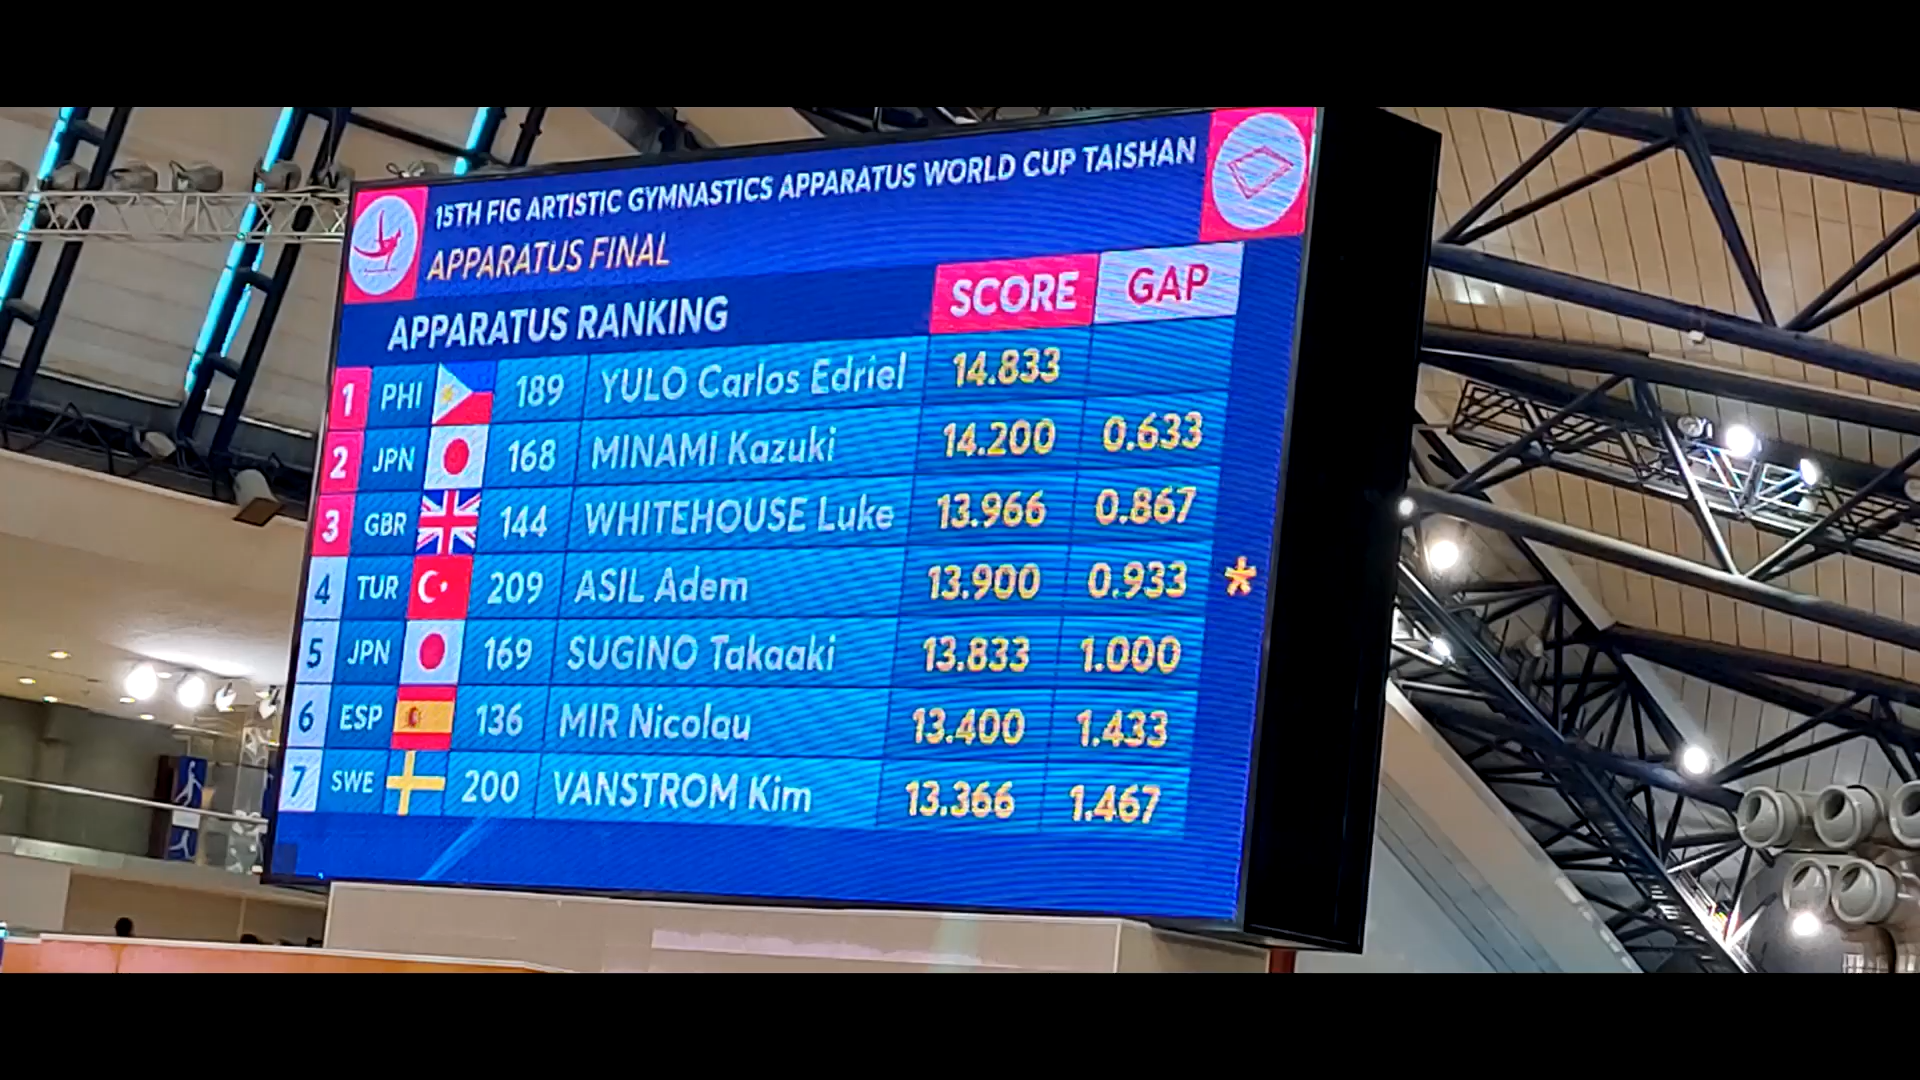 15TH FIG ARTISTIC GYMNASTICS APPARATUS WORLD CUP TAISHAN
APPARATUS FINAL
APPARATUS RANKING SCORE GAP
1 PHI 189 YULO Carlos Edriel 14.833
2 JPN 168 MINAMI Kazuki 14.200 0.633
3 GBR 144 WHITEHOUSE Luke 13.966 0.867
4 TUR 209 ASIL Adem 13.900 0.933 *
5 JPN 169 SUGINO Takaaki 13.833 1.000
6 ESP 136 MIR Nicolau 13.400 1.433
7 SWE 200 VANSTROM Kim 13.366 1.467